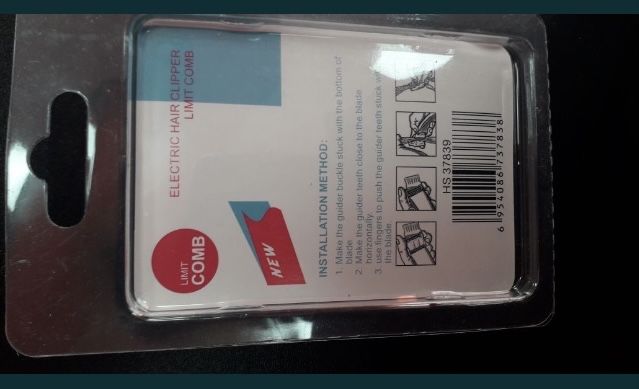 ELECTRIC HAIR CLIPPER
LIMIT COMB
LIMIT
COMB
NEW
INSTALLATION METHOD:
1. Make the guider buckle stuck with the bottom of
blade
2. Make the guider teeth close to the blade
horizontally
3. use fingers to push the guider teeth stuck
the blade
HS 37839
6 954086 737838